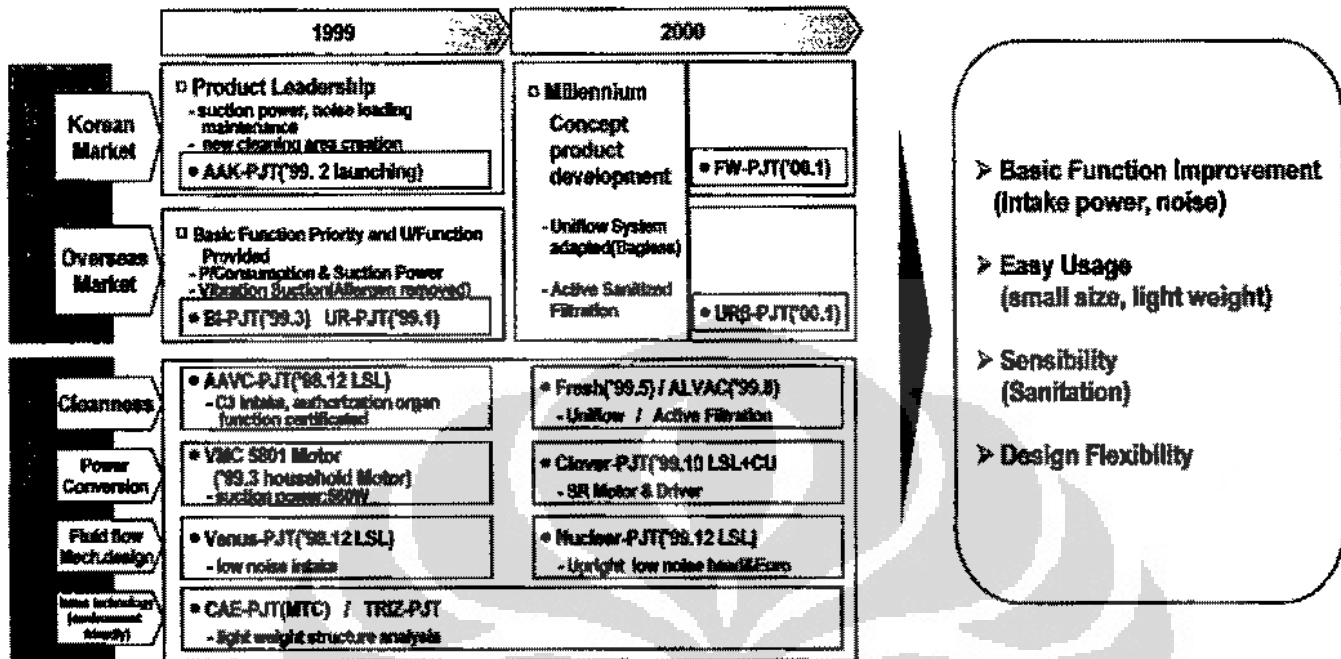 1999
2000
Korean
Market
□ Product Leadership
- suction power, noise leading
maintenance
- new cleaning area creation
• AAK-PJT('99. 2 launching)
□ Millennium
Concept
product
development
- Uniflow System
adapted(Bagless)
- Active Sanitized
Filtration
• FW-PJT('00.1)
Overseas
Market
□ Basic Function Priority and U/Function
Provided
- P/Consumption & Suction Power
- Vibration Suction(Allergen removed)
• BI-PJT('99.3) UR-PJT('99.1)
• URβ-PJT('00.1)
Cleanness
• AAVC-PJT('98.12 LSL)
intake, authorization organ
function certificated
• Fresh('99.5) / ALVAC('99.8)
- Uniflow / Active Filtration
Power
Conversion
• VMC 5801 Motor
('99.3 household Motor)
- suction power:
• Clover-PJT('99.10 LSL+CU
- SR Motor & Driver
Fluid flow
Mech.design
• Venus-PJT('98.12 LSL)
- low noise intake
• Nuclear-PJT('99.12 LSL)
- Upright low noise head&Euro
technology
(environment
friendly)
• CAE-PJT(MTC) / TRIZ-PJT
- light weight structure analysis
➢ Basic Function Improvement
(intake power, noise)
➢ Easy Usage
(small size, light weight)
➢ Sensibility
(Sanitation)
➢ Design Flexibility